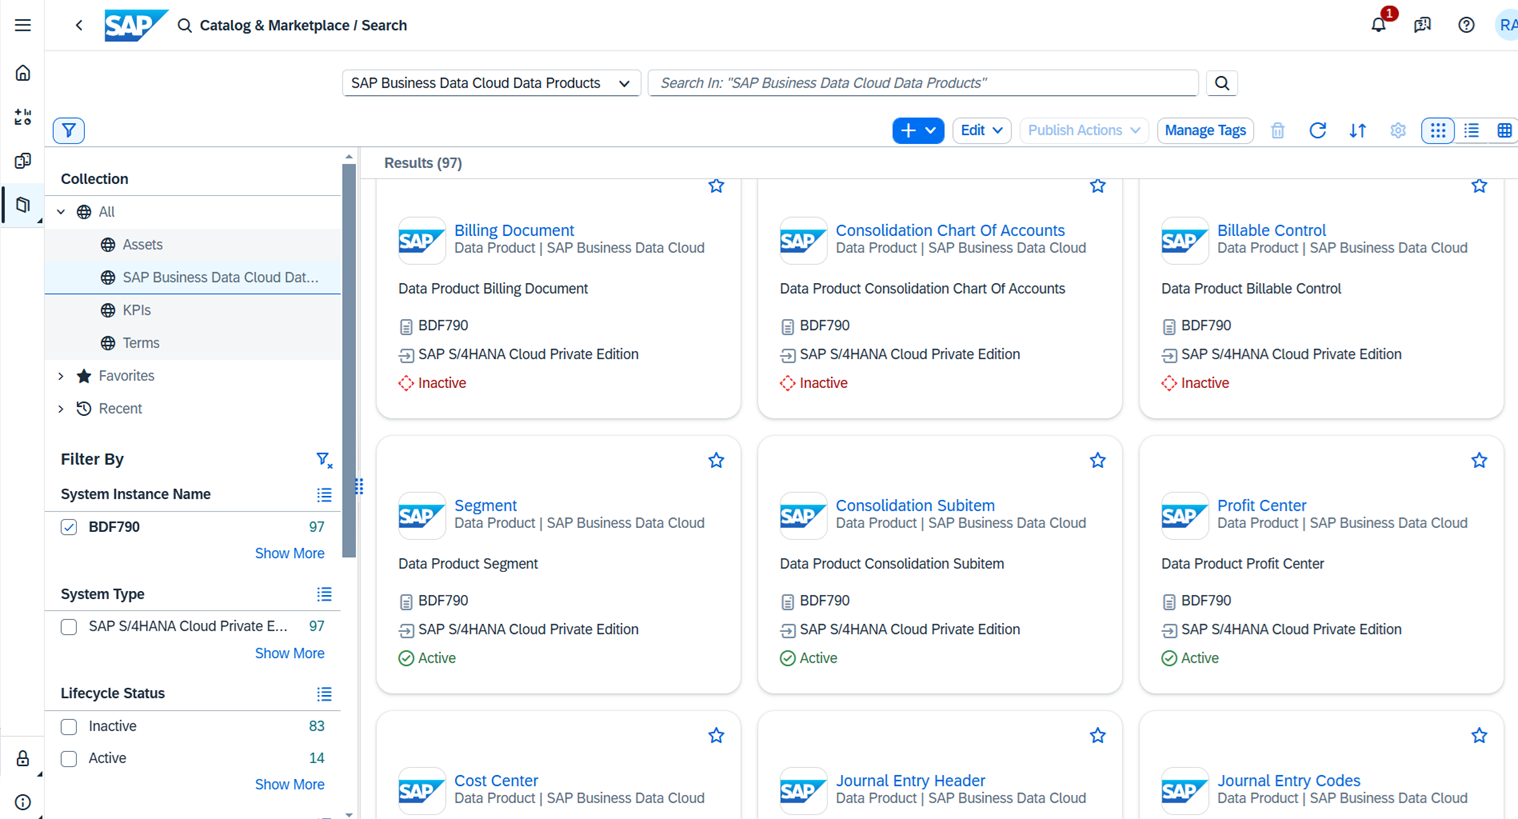 SAP
Catalog & Marketplace / Search
1
RA
SAP Business Data Cloud Data Products
Search In: "SAP Business Data Cloud Data Products"
Edit
Publish Actions
Manage Tags
Collection
All
Assets
SAP Business Data Cloud Dat...
KPIs
Terms
Favorites
Recent
Filter By
System Instance Name
BDF790 97
Show More
System Type
SAP S/4HANA Cloud Private E... 97
Show More
Lifecycle Status
Inactive 83
Active 14
Show More
Results (97)
SAP
Billing Document
Data Product | SAP Business Data Cloud
Data Product Billing Document
BDF790
SAP S/4HANA Cloud Private Edition
Inactive
SAP
Consolidation Chart Of Accounts
Data Product | SAP Business Data Cloud
Data Product Consolidation Chart Of Accounts
BDF790
SAP S/4HANA Cloud Private Edition
Inactive
SAP
Billable Control
Data Product | SAP Business Data Cloud
Data Product Billable Control
BDF790
SAP S/4HANA Cloud Private Edition
Inactive
SAP
Segment
Data Product | SAP Business Data Cloud
Data Product Segment
BDF790
SAP S/4HANA Cloud Private Edition
Active
SAP
Consolidation Subitem
Data Product | SAP Business Data Cloud
Data Product Consolidation Subitem
BDF790
SAP S/4HANA Cloud Private Edition
Active
SAP
Profit Center
Data Product | SAP Business Data Cloud
Data Product Profit Center
BDF790
SAP S/4HANA Cloud Private Edition
Active
SAP
Cost Center
Data Product | SAP Business Data Cloud
SAP
Journal Entry Header
Data Product | SAP Business Data Cloud
SAP
Journal Entry Codes
Data Product | SAP Business Data Cloud